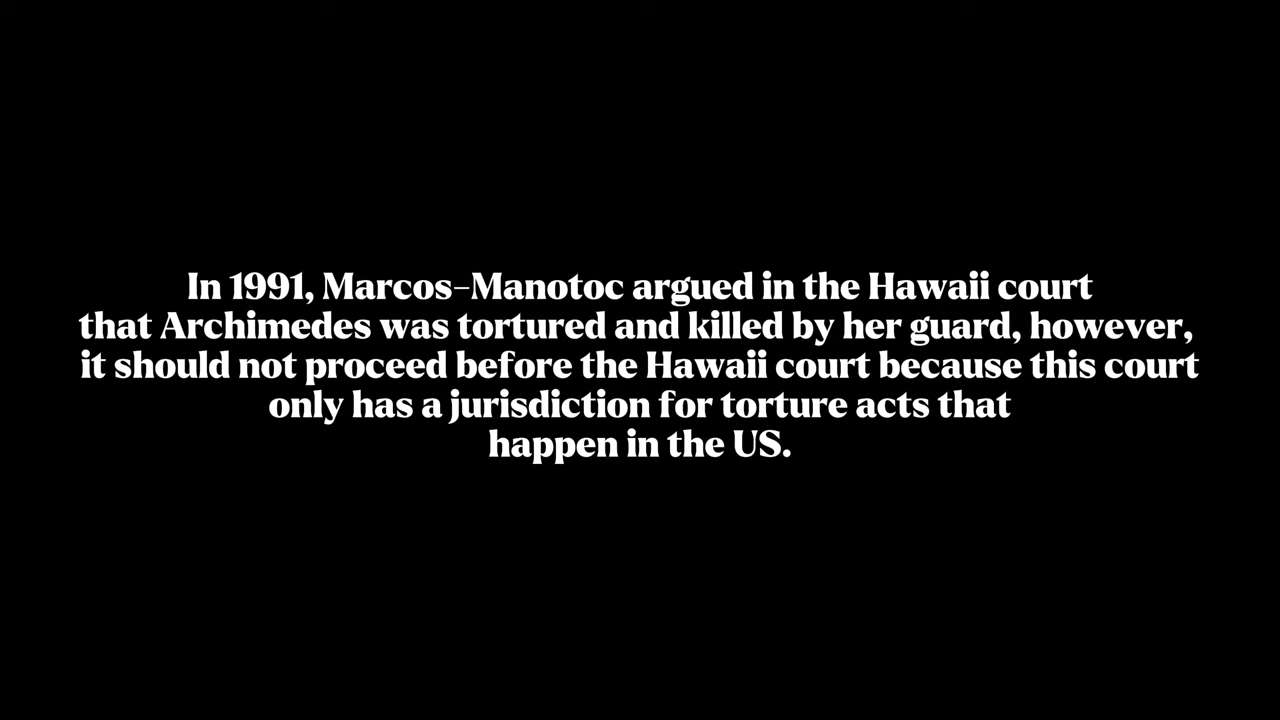 In 1991, Marcos-Manotoc argued in the Hawaii court
that Archimedes was tortured and killed by her guard, however,
it should not proceed before the Hawaii court because this court
only has a jurisdiction for torture acts that
happen in the US.